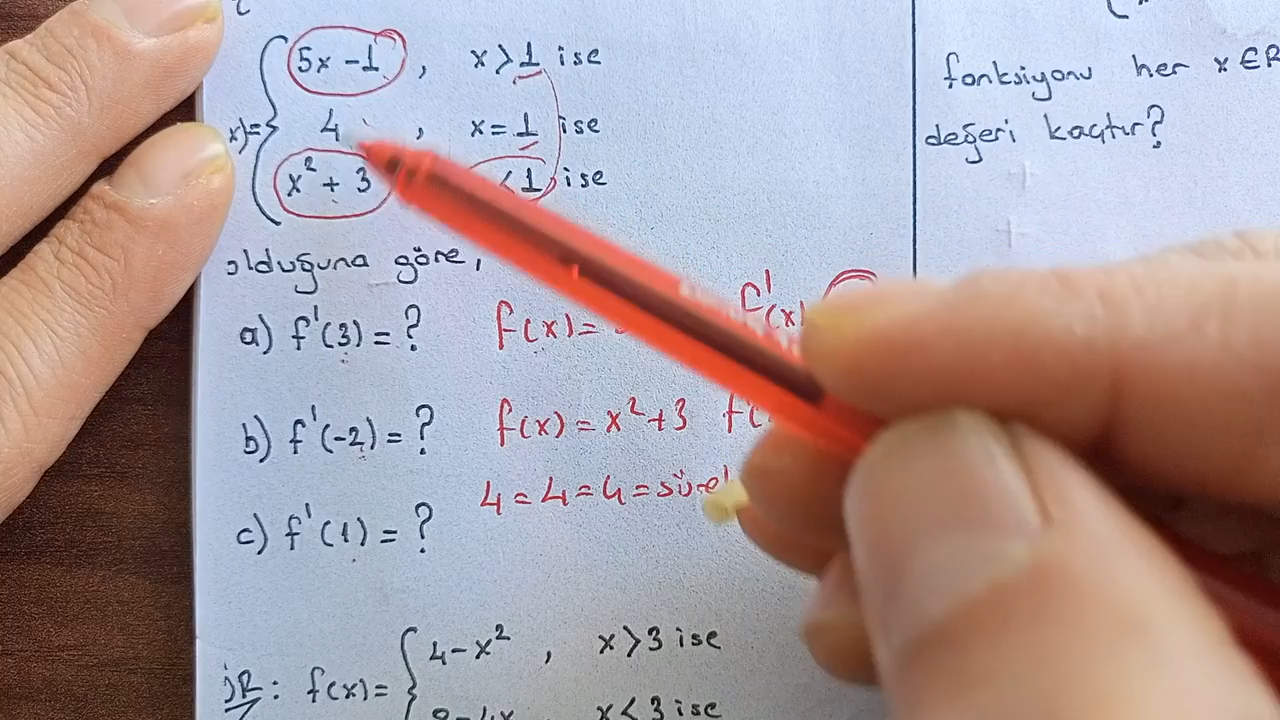 x)= { 5x-1 , x>1 ise
4 , x=1 ise
x² + 3 <1 ise
olduğuna göre,
a) f'(3) = ? f(x)= f'(x)
b) f'(-2) = ? f(x) = x²+3 f'(
4 = 4 = 4 = sürek
c) f'(1) = ?
f(x)= { 4-x² , x>3 ise
x<3 ise
fonksiyonu her x∈R
değeri kaçtır?